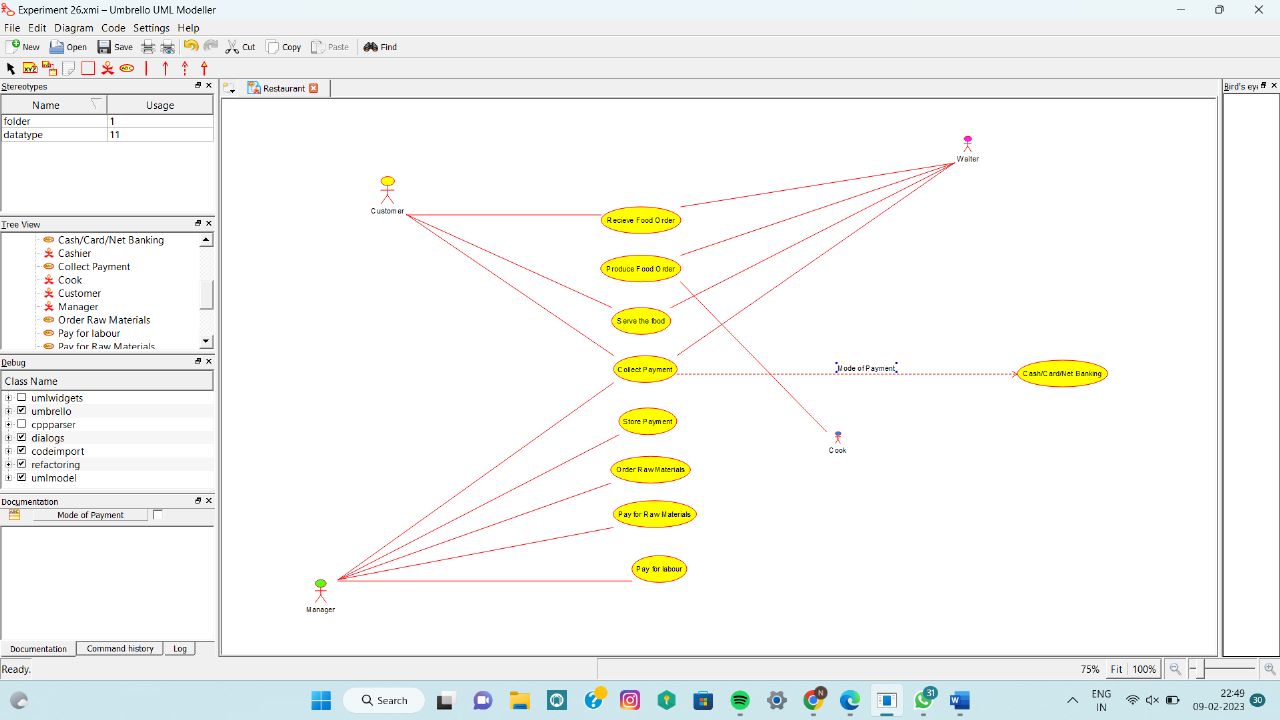 Experiment 26.xmi – Umbrello UML Modeller
File Edit Diagram Code Settings Help
New Open Save Cut Copy Paste Find
Stereotypes
Name Usage
folder 1
datatype 11
Tree View
Cash/Card/Net Banking
Cashier
Collect Payment
Cook
Customer
Manager
Order Raw Materials
Pay for labour
Pay for Raw Materials
Debug
Class Name
umlwidgets
umbrello
cppparser
dialogs
codeimport
refactoring
umlmodel
Documentation
Mode of Payment
Documentation Command history Log
Restaurant
Bird's eye
Waiter
Customer
Recieve Food Order
Produce Food Order
Serve the food
Collect Payment
Mode of Payment
Cash/Card/Net Banking
Store Payment
Cook
Order Raw Materials
Pay for Raw Materials
Pay for labour
Manager
Ready.
75% Fit 100%
Search
N
31
ENG
IN
22:49
09-02-2023
30